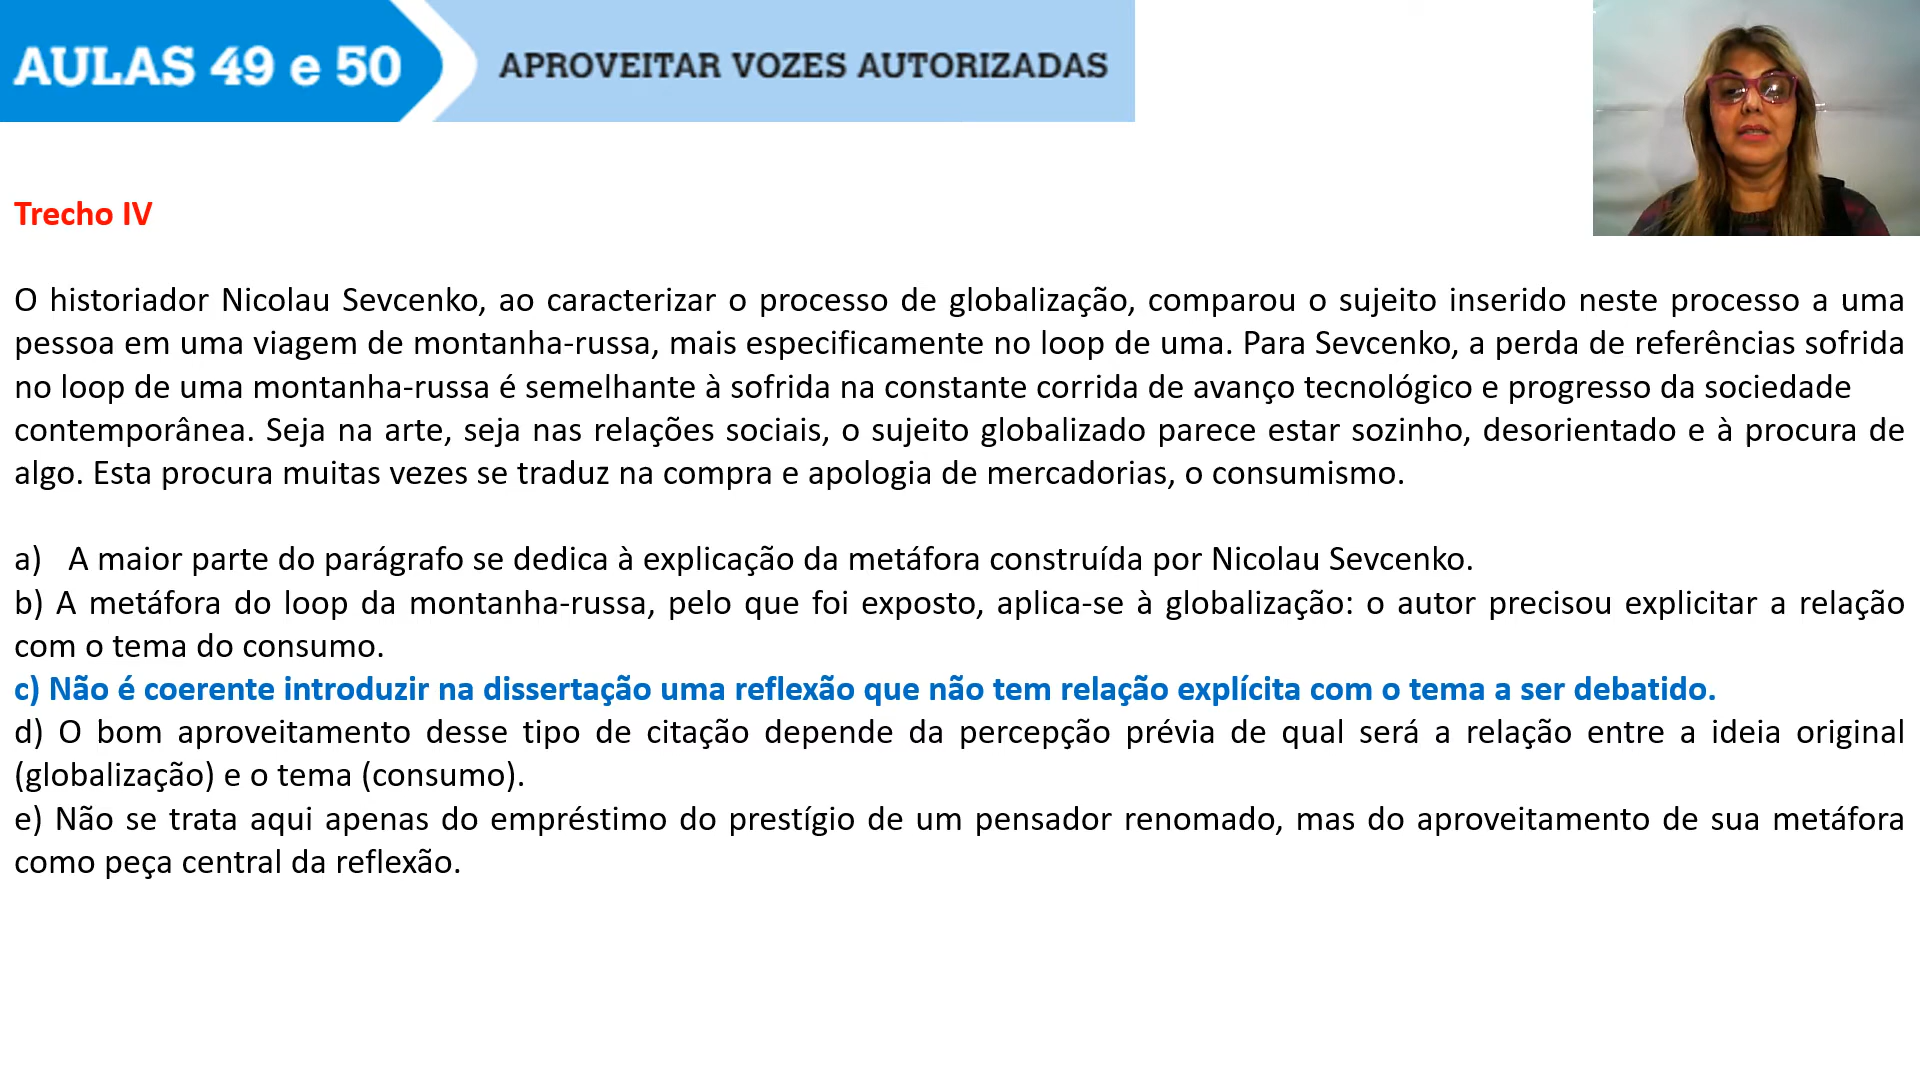 AULAS 49 e 50
APROVEITAR VOZES AUTORIZADAS
Trecho IV
O historiador Nicolau Sevcenko, ao caracterizar o processo de globalização, comparou o sujeito inserido neste processo a uma
pessoa em uma viagem de montanha-russa, mais especificamente no loop de uma. Para Sevcenko, a perda de referências sofrida
no loop de uma montanha-russa é semelhante à sofrida na constante corrida de avanço tecnológico e progresso da sociedade
contemporânea. Seja na arte, seja nas relações sociais, o sujeito globalizado parece estar sozinho, desorientado e à procura de
algo. Esta procura muitas vezes se traduz na compra e apologia de mercadorias, o consumismo.
a) A maior parte do parágrafo se dedica à explicação da metáfora construída por Nicolau Sevcenko.
b) A metáfora do loop da montanha-russa, pelo que foi exposto, aplica-se à globalização: o autor precisou explicitar a relação
com o tema do consumo.
c) Não é coerente introduzir na dissertação uma reflexão que não tem relação explícita com o tema a ser debatido.
d) O bom aproveitamento desse tipo de citação depende da percepção prévia de qual será a relação entre a ideia original
(globalização) e o tema (consumo).
e) Não se trata aqui apenas do empréstimo do prestígio de um pensador renomado, mas do aproveitamento de sua metáfora
como peça central da reflexão.